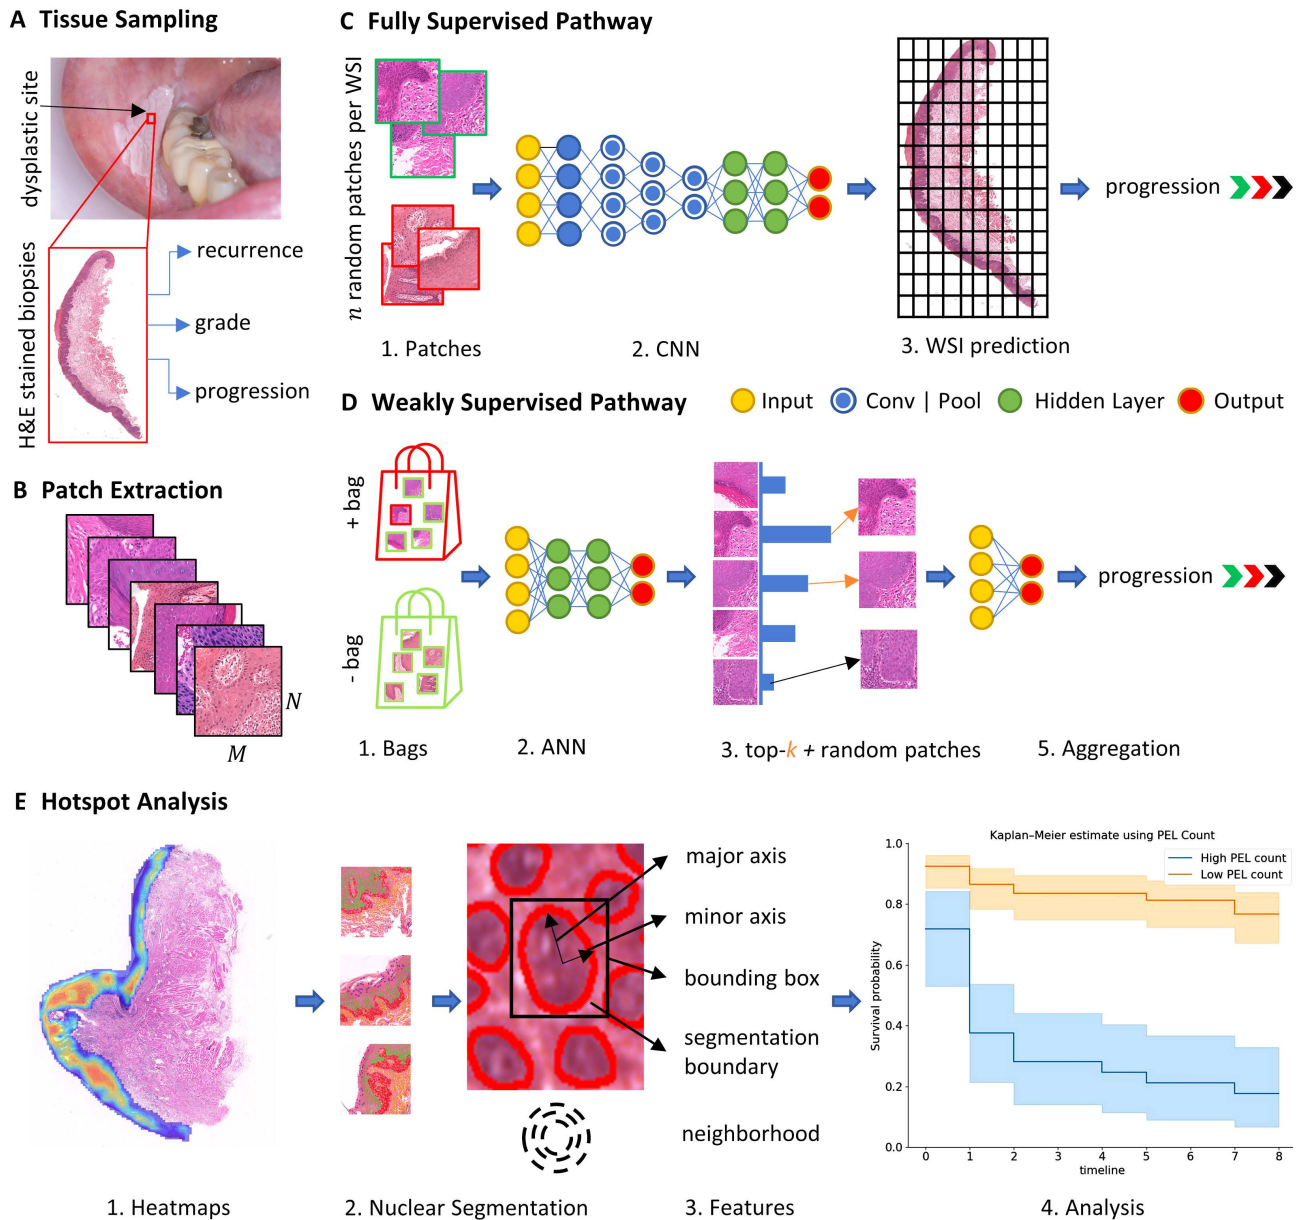 A Tissue Sampling
dysplastic site
H&E stained biopsies
recurrence
grade
progression
B Patch Extraction
N
M
C Fully Supervised Pathway
n random patches per WSI
1. Patches
2. CNN
3. WSI prediction
progression
Input
Conv | Pool
Hidden Layer
Output
D Weakly Supervised Pathway
+ bag
- bag
1. Bags
2. ANN
3. top-k + random patches
5. Aggregation
progression
E Hotspot Analysis
1. Heatmaps
2. Nuclear Segmentation
major axis
minor axis
bounding box
segmentation
boundary
neighborhood
3. Features
Kaplan–Meier estimate using PEL Count
High PEL count
Low PEL count
Survival probability
1.0
0.8
0.6
0.4
0.2
0.0
0 1 2 3 4 5 6 7 8
timeline
4. Analysis